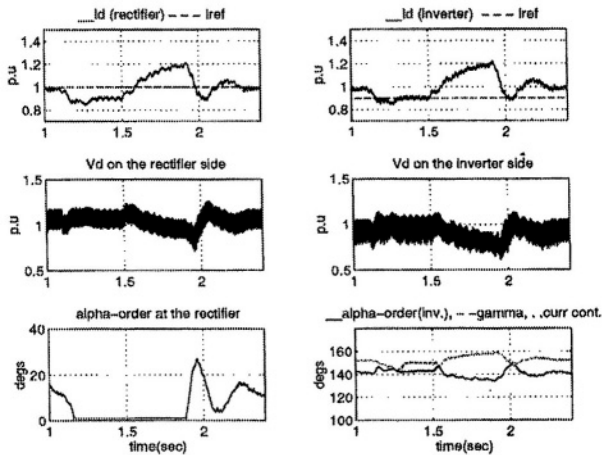 __Id (rectifier) --- Iref
1.4
1.2
1
0.8
p.u
1 1.5 2
__Id (inverter) --- Iref
1.4
1.2
1
0.8
p.u
1 1.5 2
Vd on the rectifier side
1.5
1
0.5
p.u
1 1.5 2
Vd on the inverter side
1.5
1
0.5
p.u
1 1.5 2
alpha-order at the rectifier
40
20
0
degs
1 1.5 2
time(sec)
__alpha-order(inv.), ---gamma, ..curr cont.
160
140
120
100
degs
1 1.5 2
time(sec)